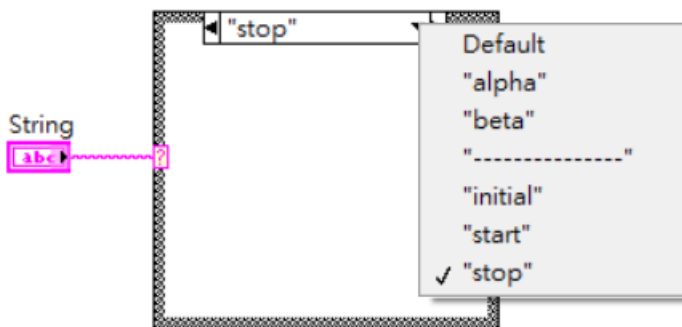 "stop"
Default
"alpha"
"beta"
"---------------"
"initial"
"start"
"stop"
String
abc
?